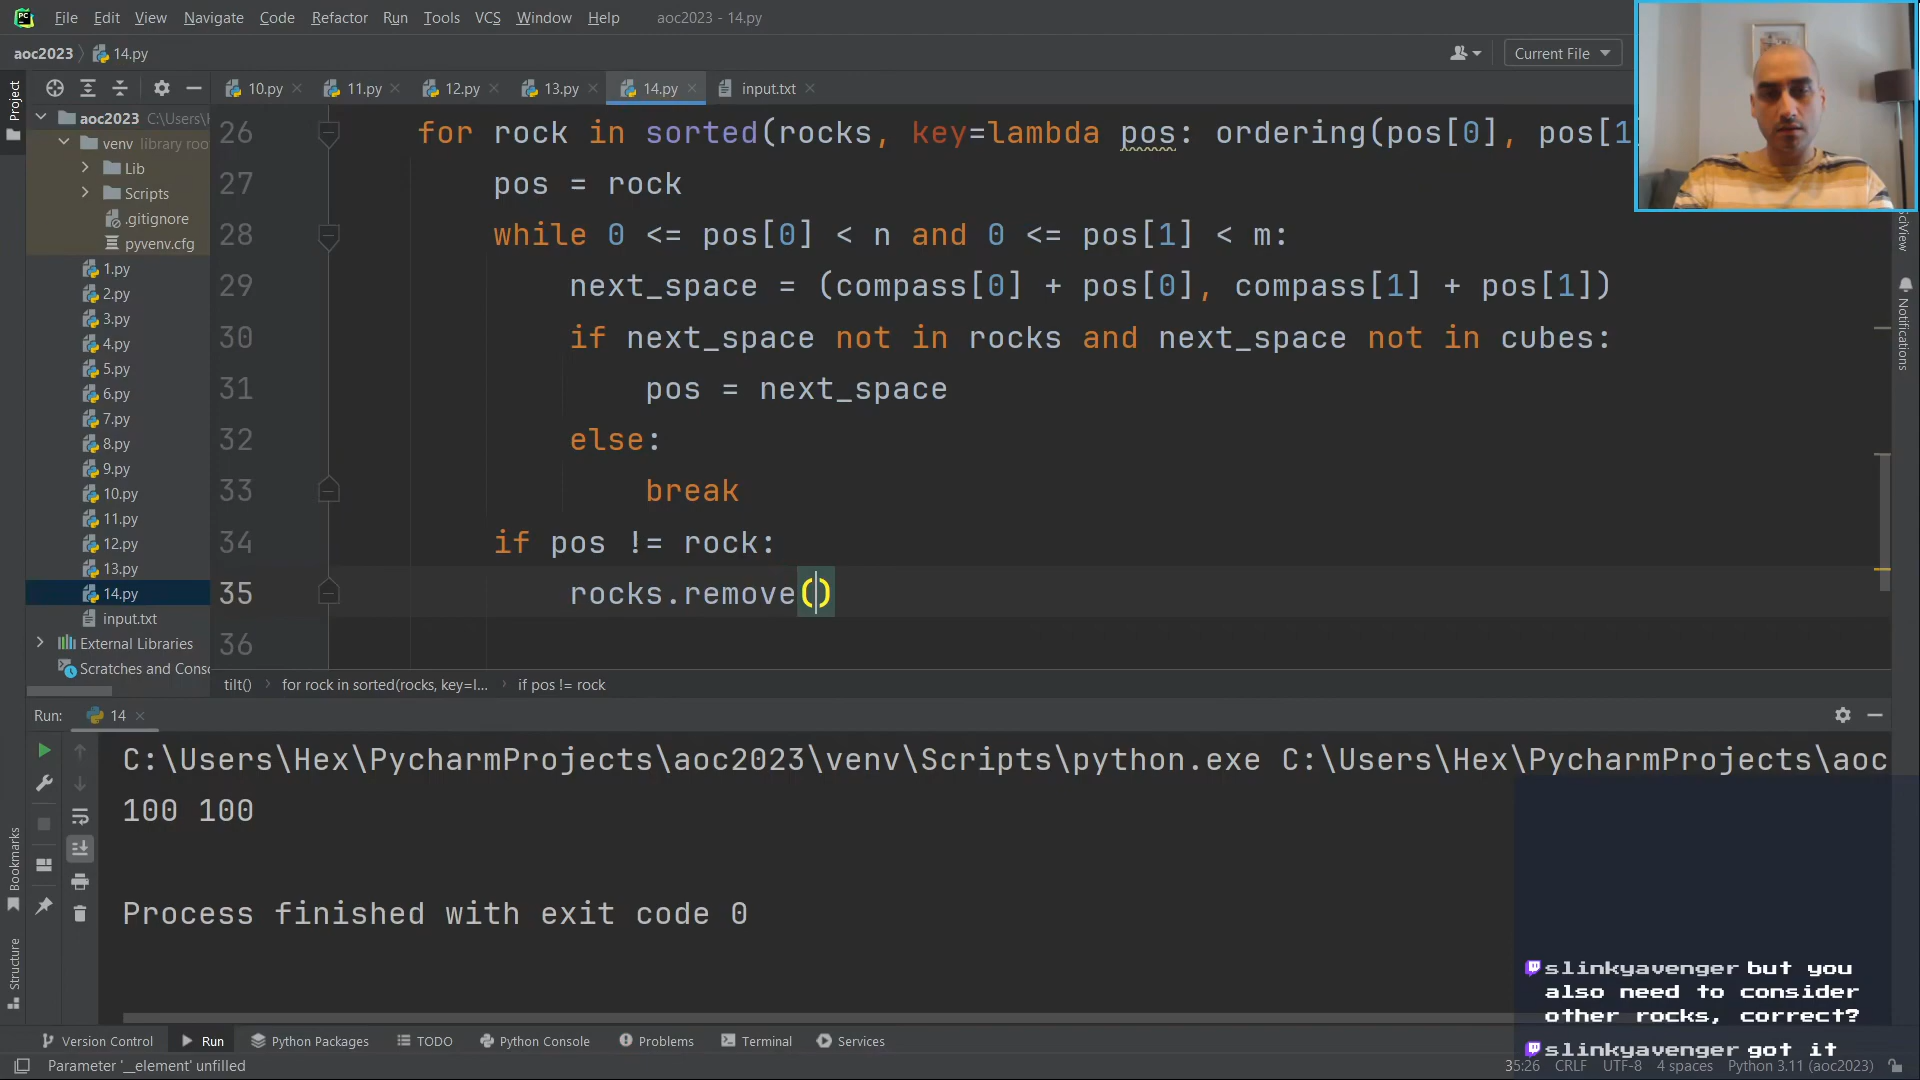 File Edit View Navigate Code Refactor Run Tools VCS Window Help aoc2023 - 14.py
aoc2023 14.py
Current File
10.py 11.py 12.py 13.py 14.py input.txt
Project
aoc2023 C:\Users\H
venv library roo
Lib
Scripts
.gitignore
pyvenv.cfg
1.py
2.py
3.py
4.py
5.py
6.py
7.py
8.py
9.py
10.py
11.py
12.py
13.py
14.py
input.txt
External Libraries
Scratches and Conso
26 for rock in sorted(rocks, key=lambda pos: ordering(pos[0], pos[1
27 pos = rock
28 while 0 <= pos[0] < n and 0 <= pos[1] < m:
29 next_space = (compass[0] + pos[0], compass[1] + pos[1])
30 if next_space not in rocks and next_space not in cubes:
31 pos = next_space
32 else:
33 break
34 if pos != rock:
35 rocks.remove()
36
SciView
Notifications
tilt() for rock in sorted(rocks, key=l... if pos != rock
Run: 14
C:\Users\Hex\PycharmProjects\aoc2023\venv\Scripts\python.exe C:\Users\Hex\PycharmProjects\aoc
100 100
Process finished with exit code 0
Bookmarks
Structure
slinkyavenger but you
also need to consider
other rocks, correct?
slinkyavenger got it
Version Control Run Python Packages TODO Python Console Problems Terminal Services
Parameter '__element' unfilled
35:26 CRLF UTF-8 4 spaces Python 3.11 (aoc2023)